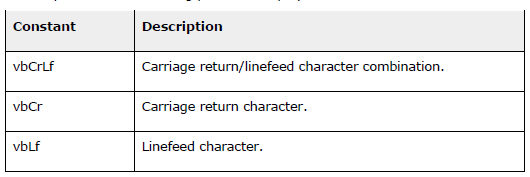 Constant Description
vbCrLf Carriage return/linefeed character combination.
vbCr Carriage return character.
vbLf Linefeed character.